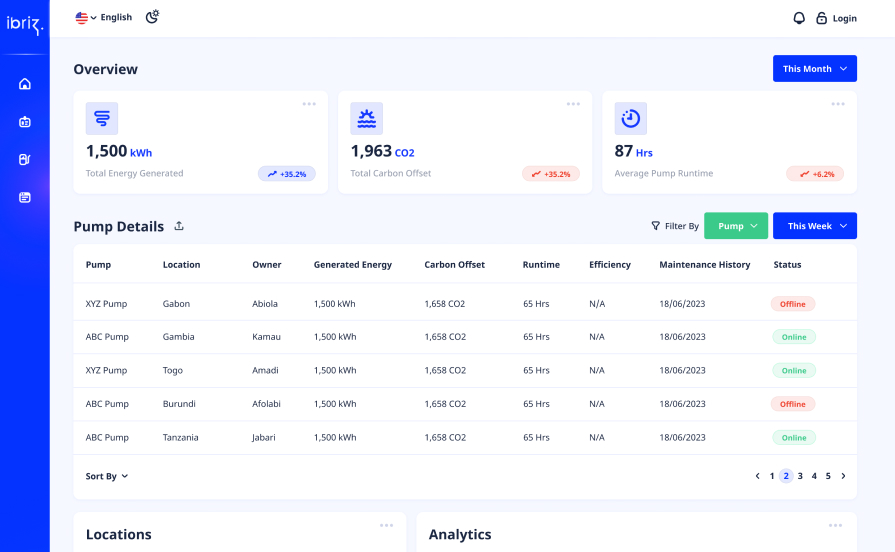 ibriz.
English
Login
Overview
This Month
1,500 kWh
Total Energy Generated
+35.2%
1,963 CO2
Total Carbon Offset
+35.2%
87 Hrs
Average Pump Runtime
+6.2%
Pump Details
Filter By
Pump
This Week
Pump Location Owner Generated Energy Carbon Offset Runtime Efficiency Maintenance History Status
XYZ Pump Gabon Abiola 1,500 kWh 1,658 CO2 65 Hrs N/A 18/06/2023 Offline
ABC Pump Gambia Kamau 1,500 kWh 1,658 CO2 65 Hrs N/A 18/06/2023 Online
XYZ Pump Togo Amadi 1,500 kWh 1,658 CO2 65 Hrs N/A 18/06/2023 Online
ABC Pump Burundi Afolabi 1,500 kWh 1,658 CO2 65 Hrs N/A 18/06/2023 Offline
ABC Pump Tanzania Jabari 1,500 kWh 1,658 CO2 65 Hrs N/A 18/06/2023 Online
Sort By
1 2 3 4 5
Locations
Analytics